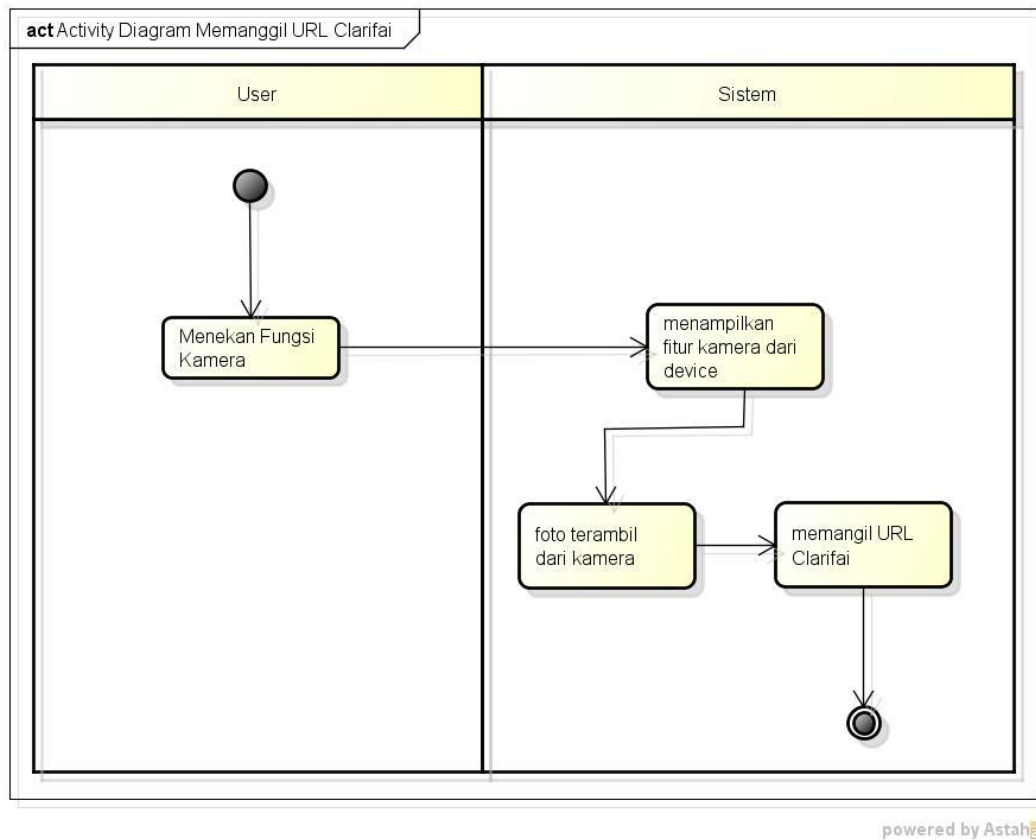 act Activity Diagram Memanggil URL Clarifai
User
Sistem
Menekan Fungsi
Kamera
menampilkan
fitur kamera dari
device
foto terambil
dari kamera
memangil URL
Clarifai
powered by Astah